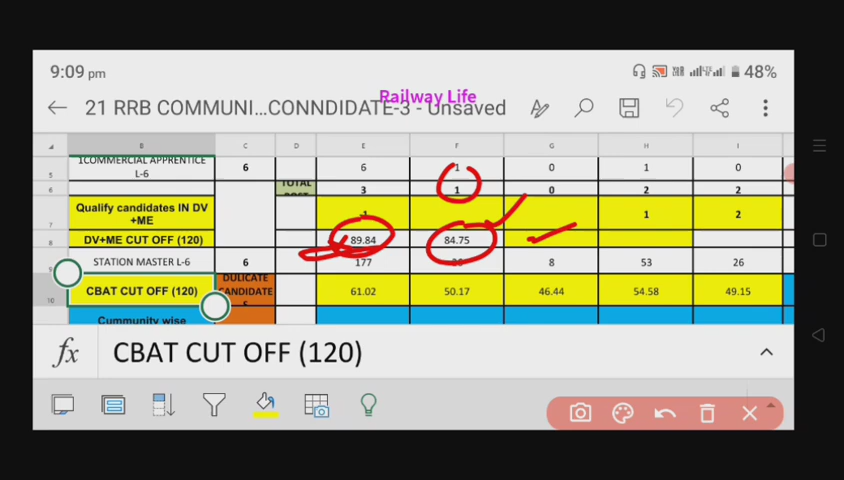 9:09 pm
48%
Railway Life
21 RRB COMMUNI...CONNDIDATE-3 - Unsaved
B C D E F G H I
5 1COMMERCIAL APPRENTICE L-6 6 6 1 0 1 0
6 TOTAL POST 3 1 0 2 2
7 Qualify candidates IN DV +ME 1 1 2
8 DV+ME CUT OFF (120) 89.84 84.75
9 STATION MASTER L-6 6 177 8 53 26
10 CBAT CUT OFF (120) DULICATE CANDIDATE S 61.02 50.17 46.44 54.58 49.15
Cummunity wise
fx CBAT CUT OFF (120)